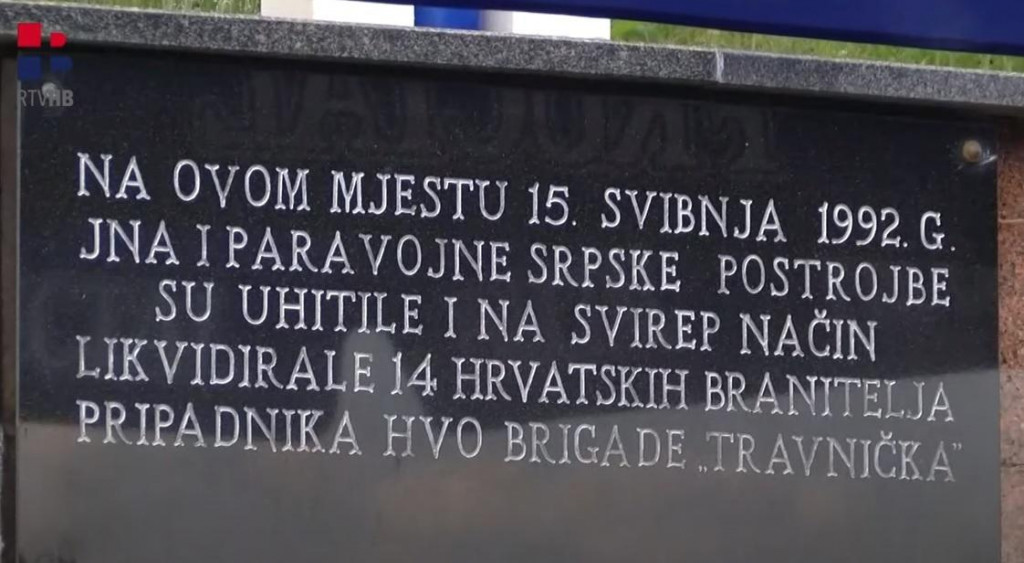 RTVHB
NA OVOM MJESTU 15. SVIBNJA 1992. G.
JNA I PARAVOJNE SRPSKE POSTROJBE
SU UHITILE I NA SVIREP NAČIN
LIKVIDIRALE 14 HRVATSKIH BRANITELJA
PRIPADNIKA HVO BRIGADE „TRAVNIČKA"